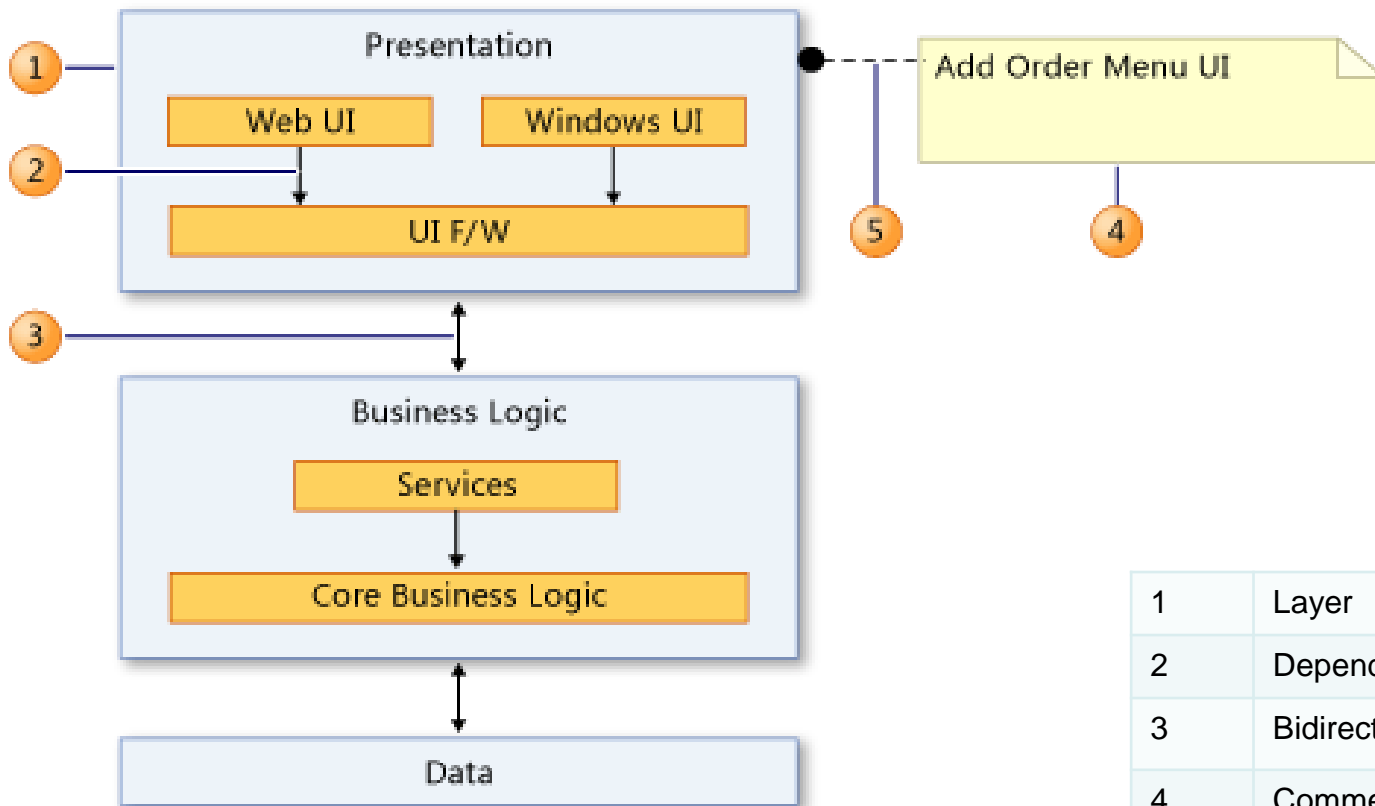 Presentation
1
Add Order Menu UI
Web UI
Windows UI
2
UI F/W
5
4
3
Business Logic
Services
Core Business Logic
1 Layer
2
3
4
Data